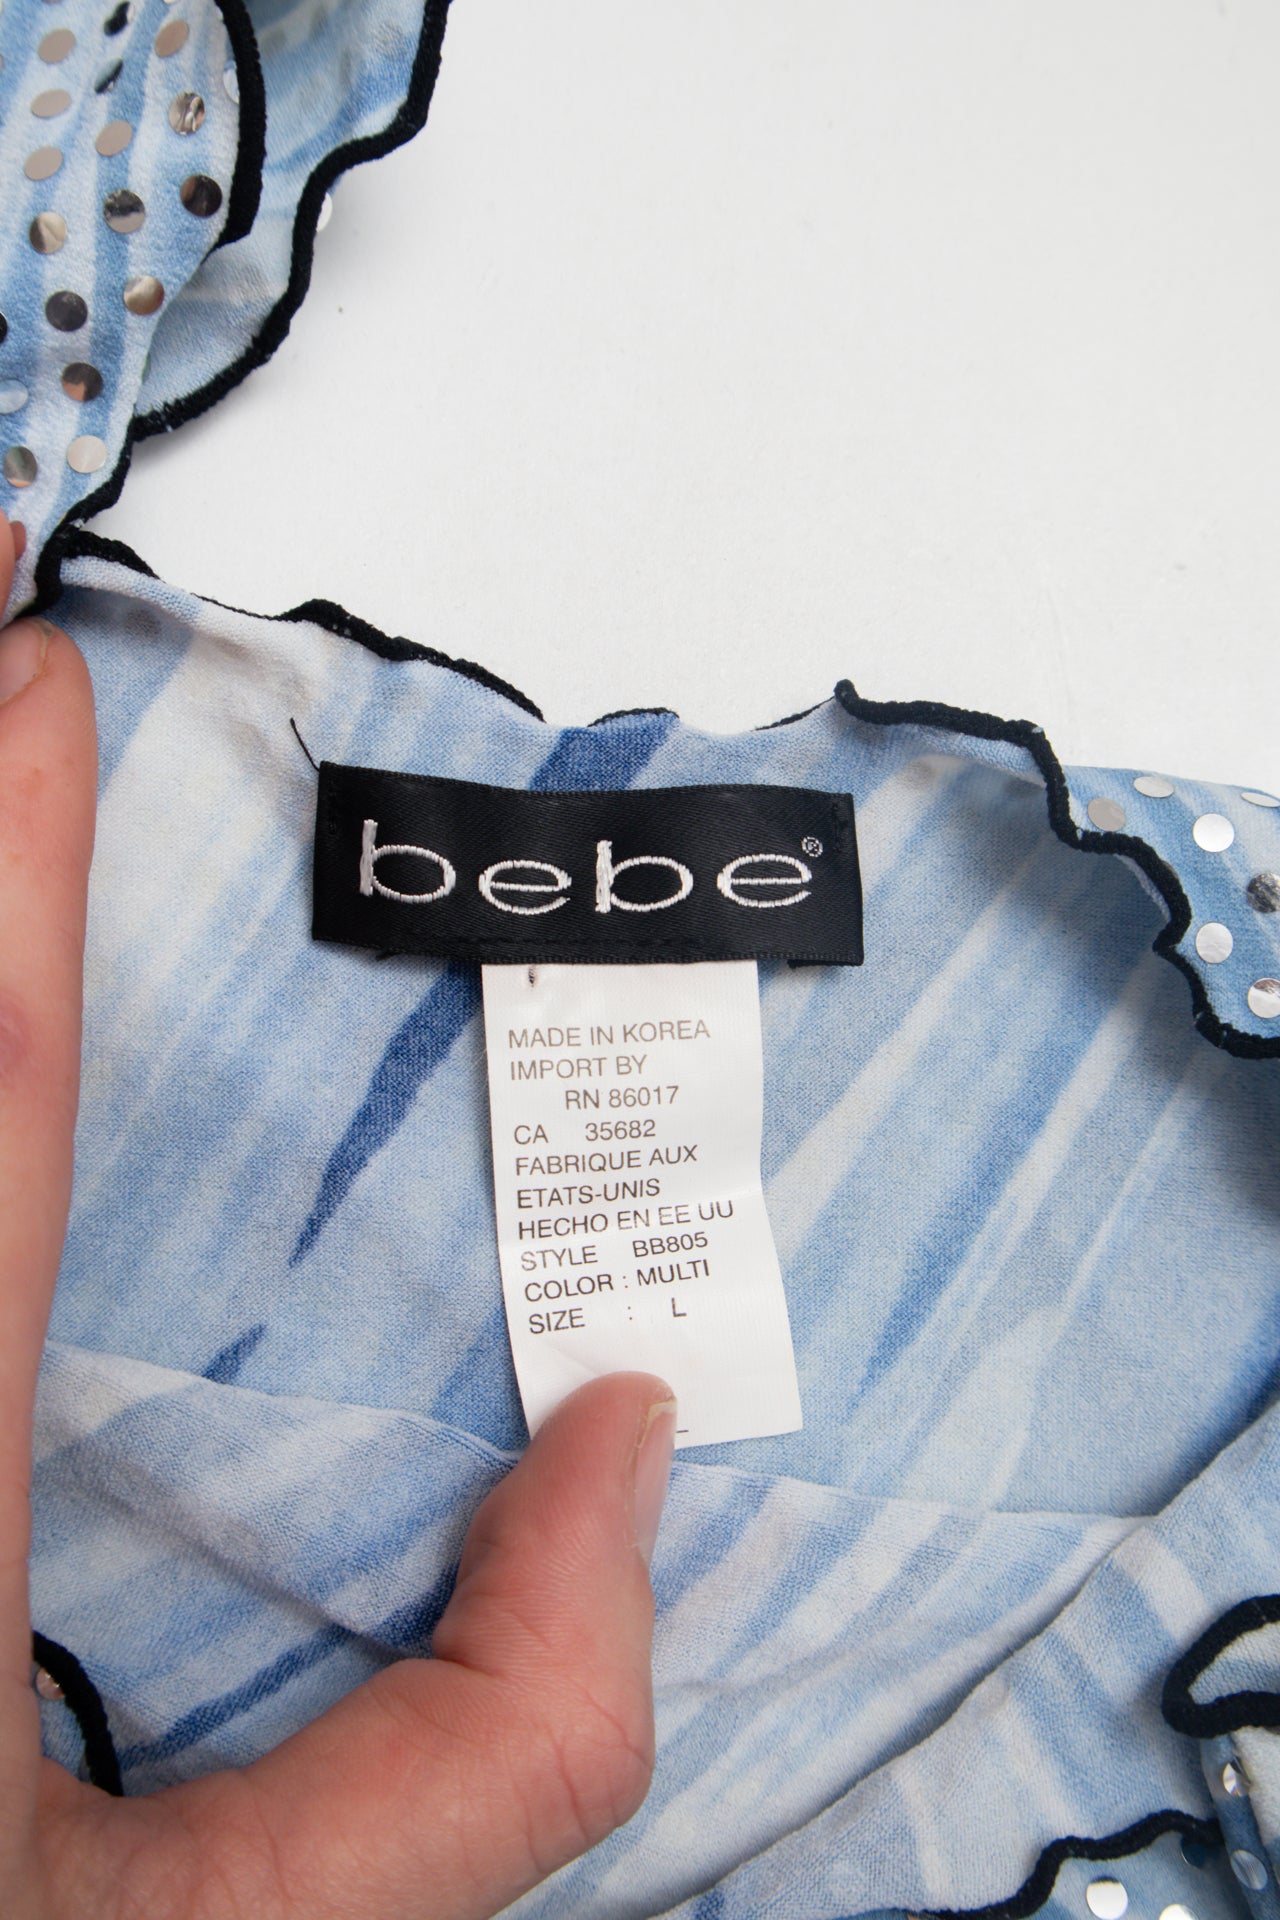 bebe®
MADE IN KOREA
IMPORT BY
RN 86017
CA 35682
FABRIQUE AUX
ETATS-UNIS
HECHO EN EE UU
STYLE BB805
COLOR : MULTI
SIZE : L